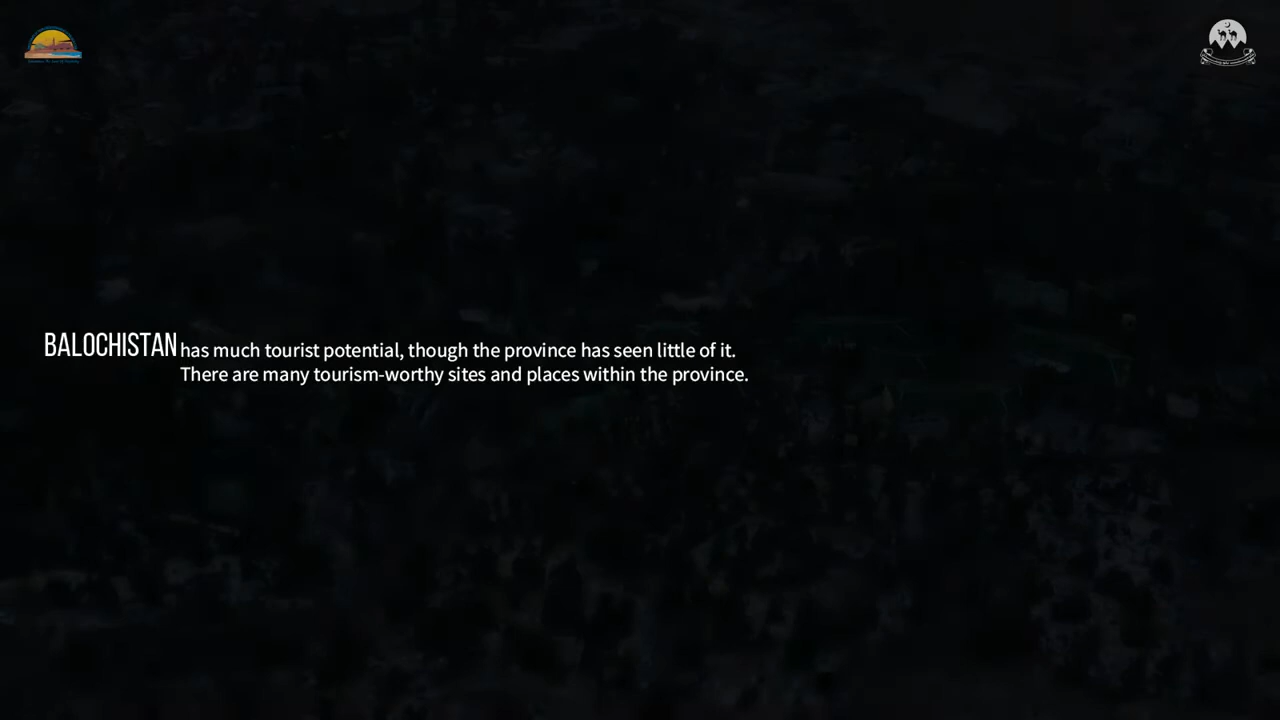 BALOCHISTAN has much tourist potential, though the province has seen little of it.
There are many tourism-worthy sites and places within the province.